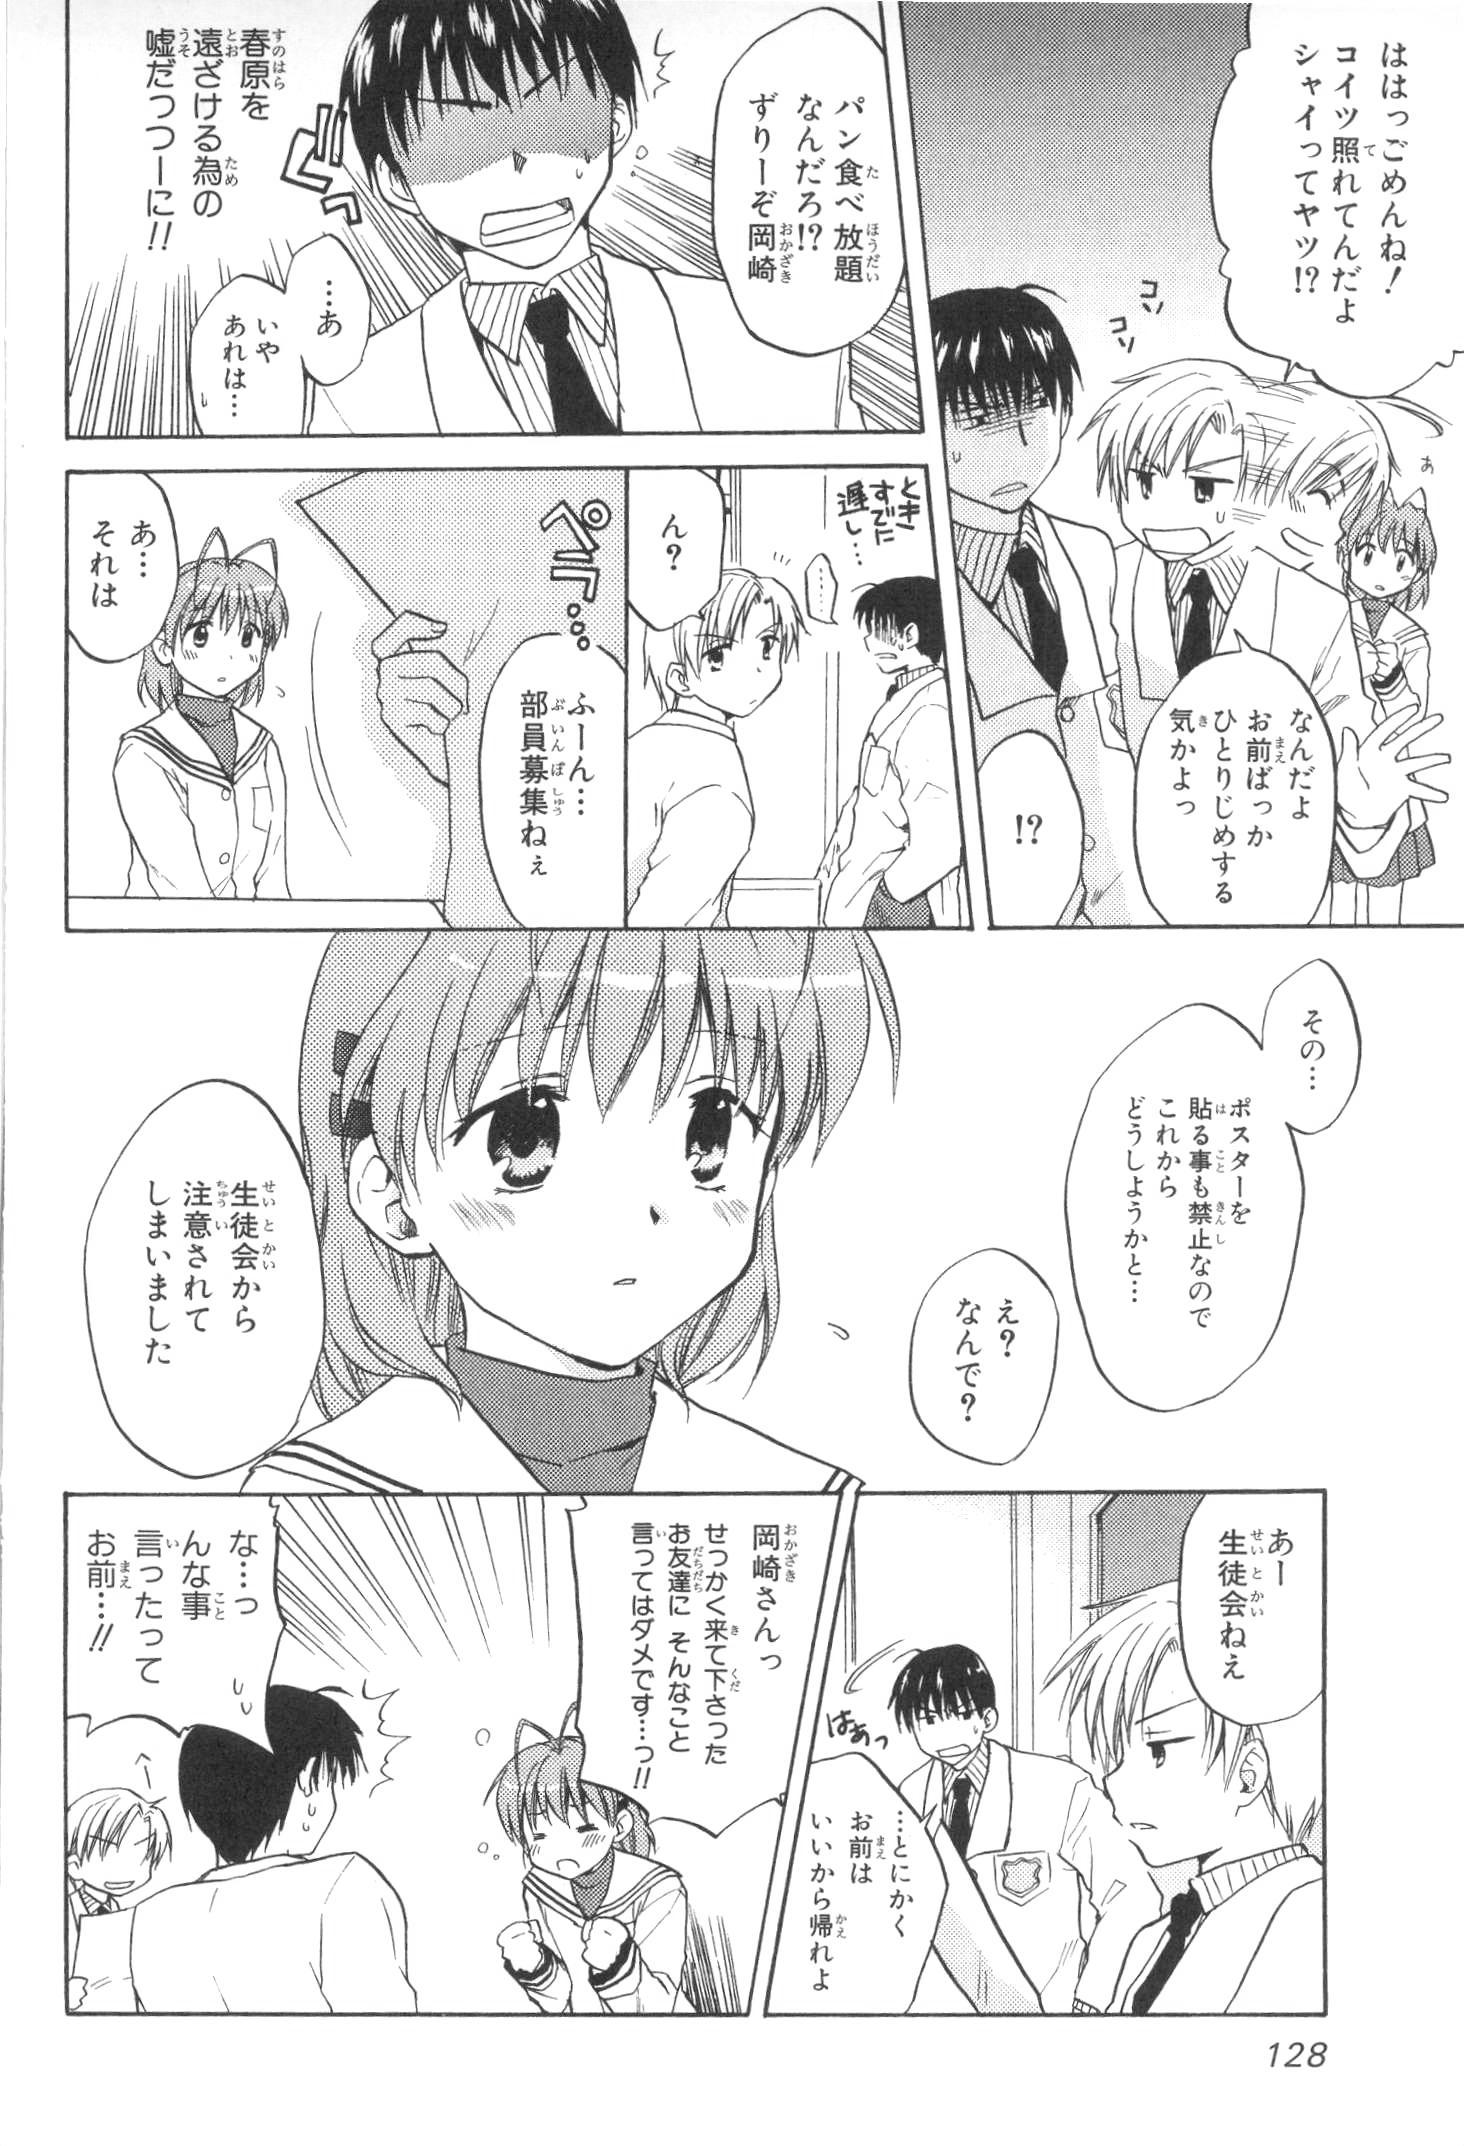 ははっごめんね!
コイツ照れてんだよ
シャイってヤツ!?
コソ
コソ
ぁ
なんだよ
お前ばっか
ひとりじめする
気かよっ
!?
パン食べ放題
なんだろ!?
ずりーぞ岡崎
春原を
遠ざける為の
嘘だっつーに!!
…あ
いや
あれは…
ときすでに遅し…
……
ん?
ペラ…
ふーん…
部員募集ねぇ
あ…
それは
その…
ポスターを
貼る事も禁止なので
これから
どうしようかと…
え?
なんで?
生徒会から
注意されて
しまいました
あー
生徒会ねえ
はあっ
…とにかく
お前は
いいから帰れよ
岡崎さんっ
せっかく来て下さった
お友達に そんなこと
言ってはダメです…っ!!
な…っ
んな事
言ったって
お前…!!
128